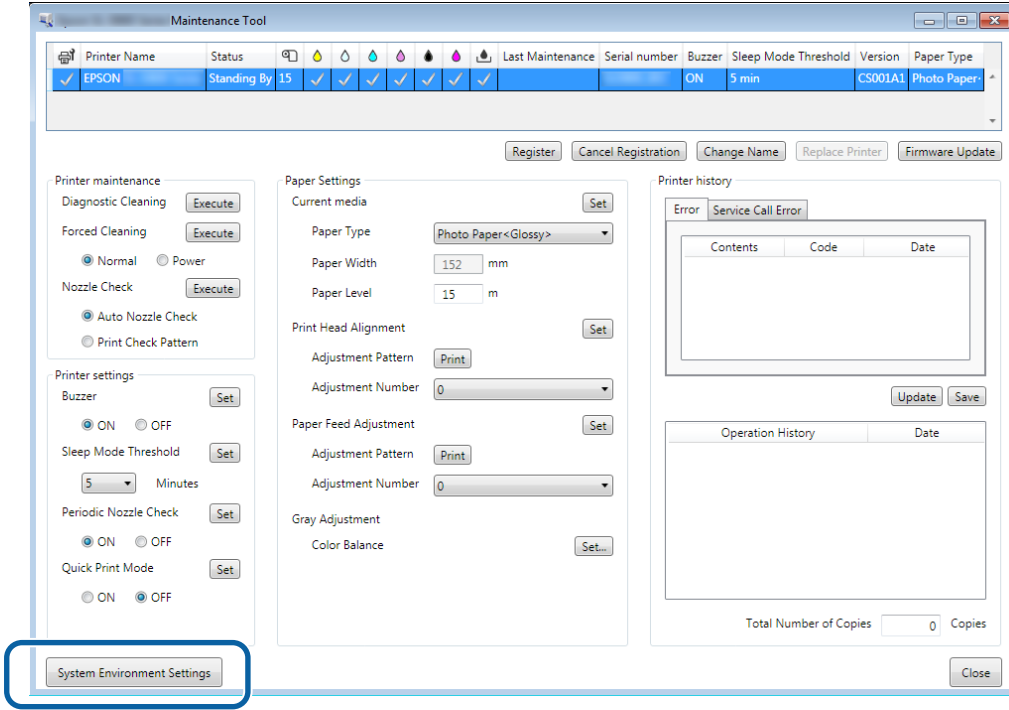 Maintenance Tool
Printer Name Status Last Maintenance Serial number Buzzer Sleep Mode Threshold Version Paper Type
EPSON Standing By 15 ON 5 min CS001A1 Photo Paper-
Register Cancel Registration Change Name Replace Printer Firmware Update
Printer maintenance
Diagnostic Cleaning Execute
Forced Cleaning Execute
Normal Power
Nozzle Check Execute
Auto Nozzle Check
Print Check Pattern
Printer settings
Buzzer Set
ON OFF
Sleep Mode Threshold Set
5 Minutes
Periodic Nozzle Check Set
ON OFF
Quick Print Mode Set
ON OFF
Paper Settings
Current media Set
Paper Type Photo Paper<Glossy>
Paper Width 152 mm
Paper Level 15 m
Print Head Alignment Set
Adjustment Pattern Print
Adjustment Number 0
Paper Feed Adjustment Set
Adjustment Pattern Print
Adjustment Number 0
Gray Adjustment
Color Balance Set...
Printer history
Error Service Call Error
Contents Code Date
Update Save
Operation History Date
Total Number of Copies 0 Copies
System Environment Settings Close